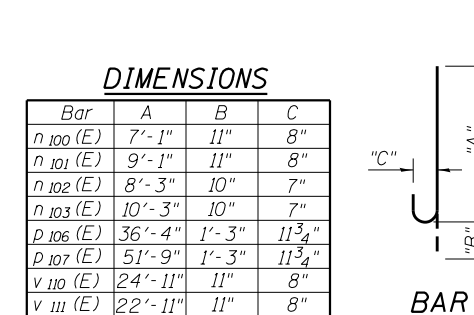 DIMENSIONS
Bar A B C
n 100 (E) 7'-1" 11" 8"
n 101 (E) 9'-1" 11" 8"
n 102 (E) 8'-3" 10" 7"
n 103 (E) 10'-3" 10" 7"
p 106 (E) 36'-4" 1'-3" 11 3/4"
p 107 (E) 51'-9" 1'-3" 11 3/4"
v 110 (E) 24'-11" 11" 8"
v 111 (E) 22'-11" 11" 8"
"C"
"A"
"B"
BAR